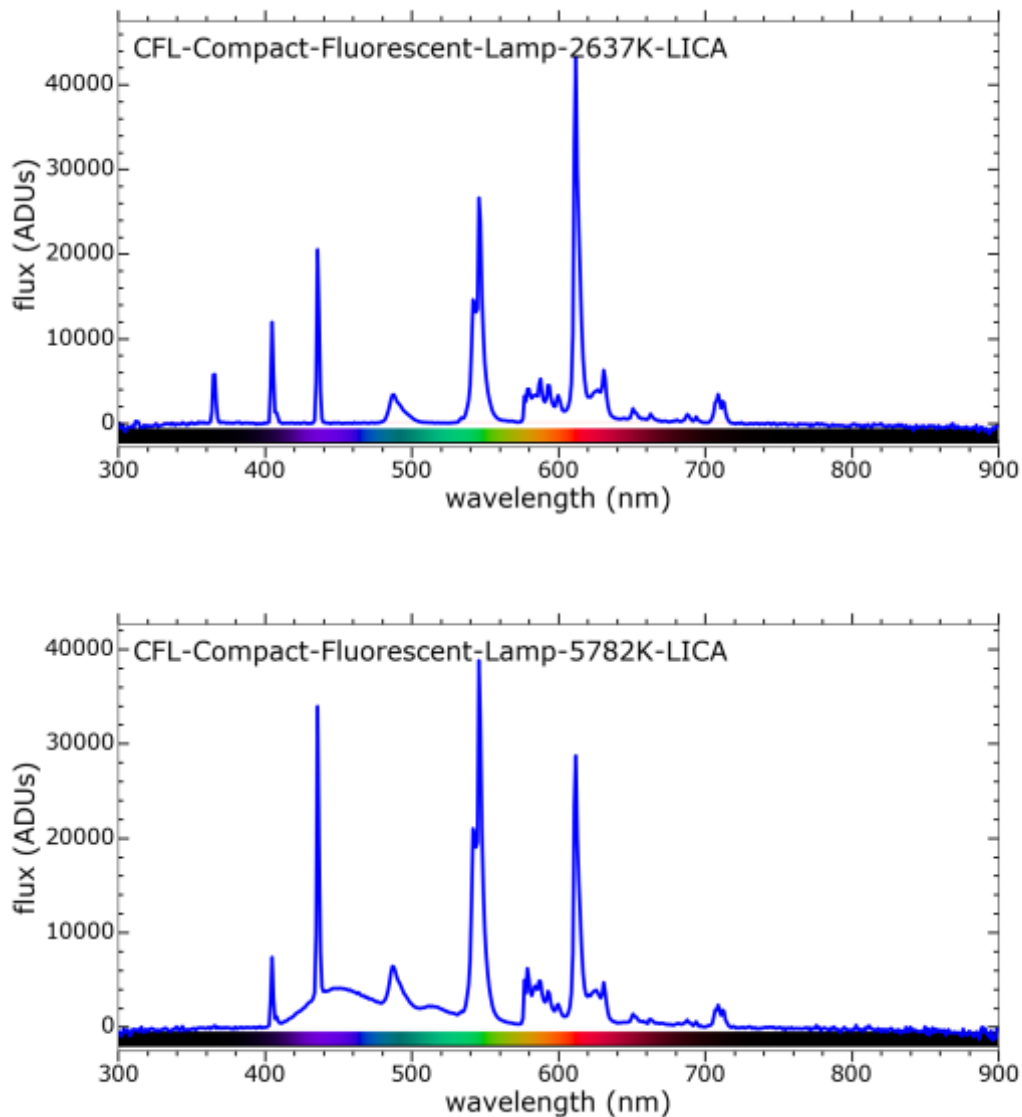 CFL-Compact-Fluorescent-Lamp-2637K-LICA
40000
30000
20000
10000
0
flux (ADUs)
300 400 500 600 700 800 900
wavelength (nm)
CFL-Compact-Fluorescent-Lamp-5782K-LICA
40000
30000
20000
10000
0
flux (ADUs)
300 400 500 600 700 800 900
wavelength (nm)